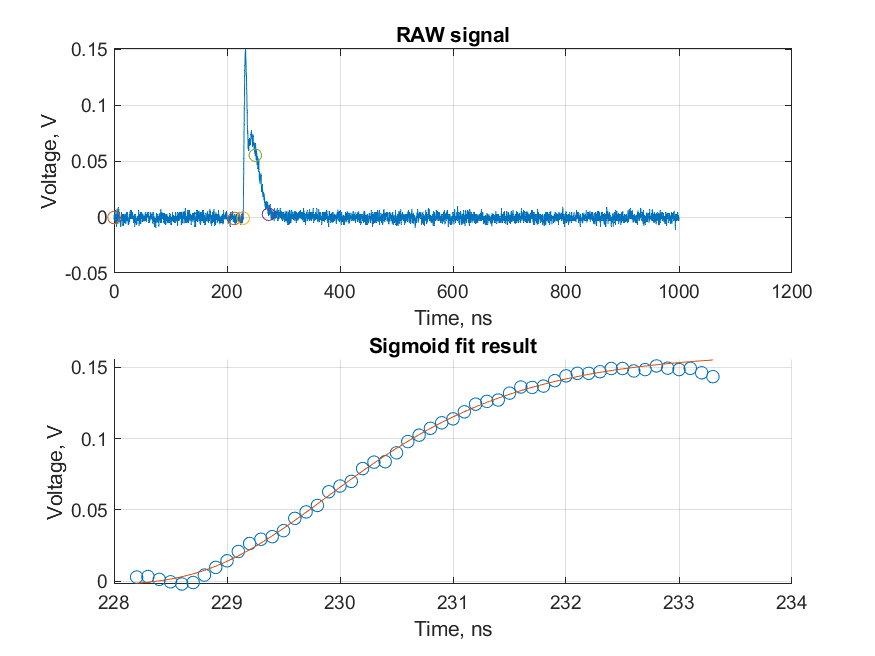 RAW signal
0.15
0.1
0.05
0
-0.05
Voltage, V
0 200 400 600 800 1000 1200
Time, ns
Sigmoid fit result
0.15
0.1
0.05
0
Voltage, V
228 229 230 231 232 233 234
Time, ns